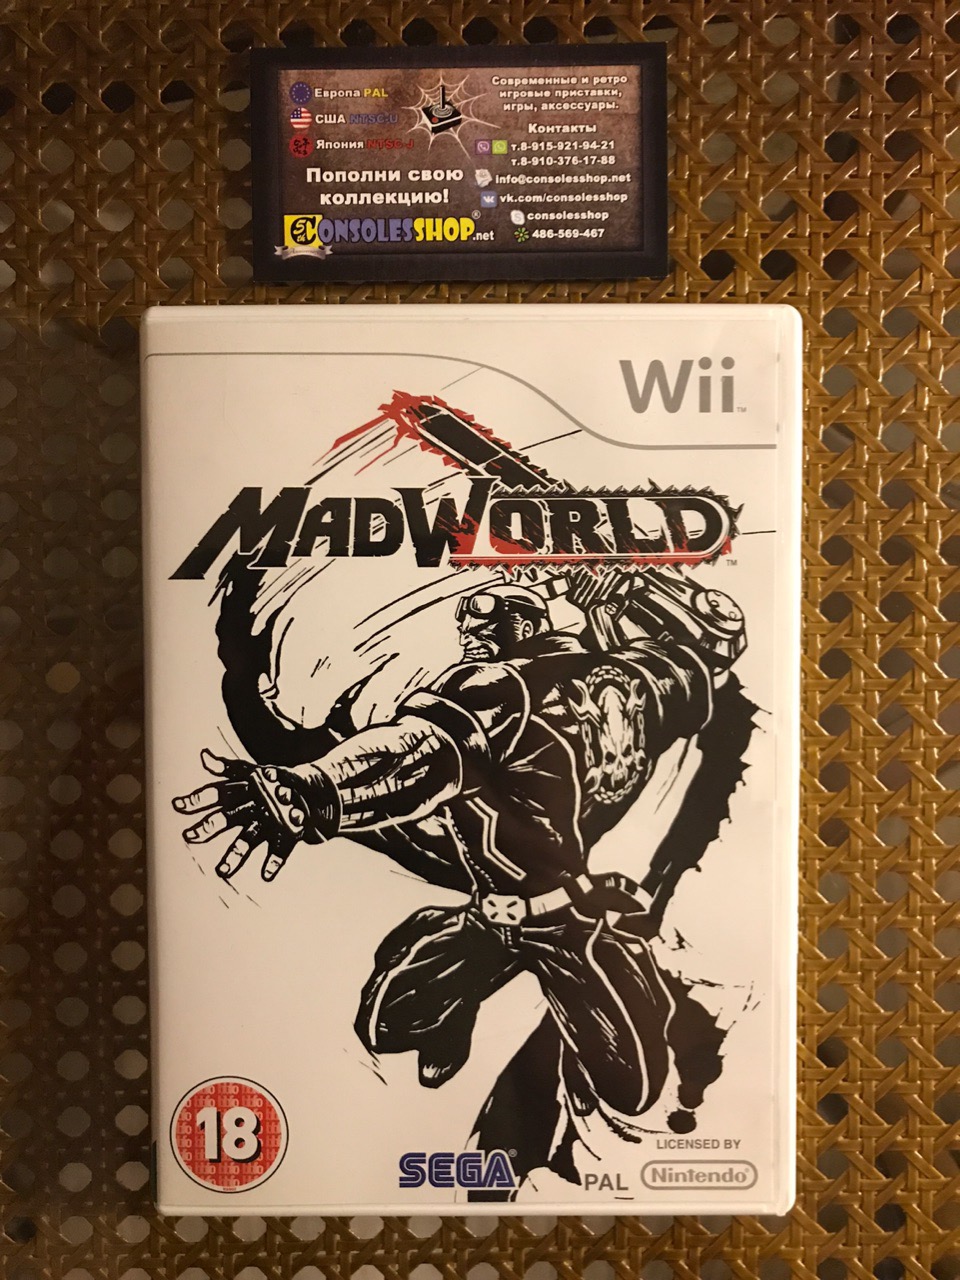 Европа PAL
США NTSC-U
Япония NTSC-J
Пополни свою
коллекцию!
CONSOLESSHOP®.net
Современные и ретро
игровые приставки,
игры, аксессуары.
Контакты
т.8-915-921-94-21
т.8-910-376-17-88
info@consolesshop.net
vk.com/consolesshop
consolesshop
486-569-467
Wii™
MADWORLD™
18
SEGA®
PAL
LICENSED BY
Nintendo®